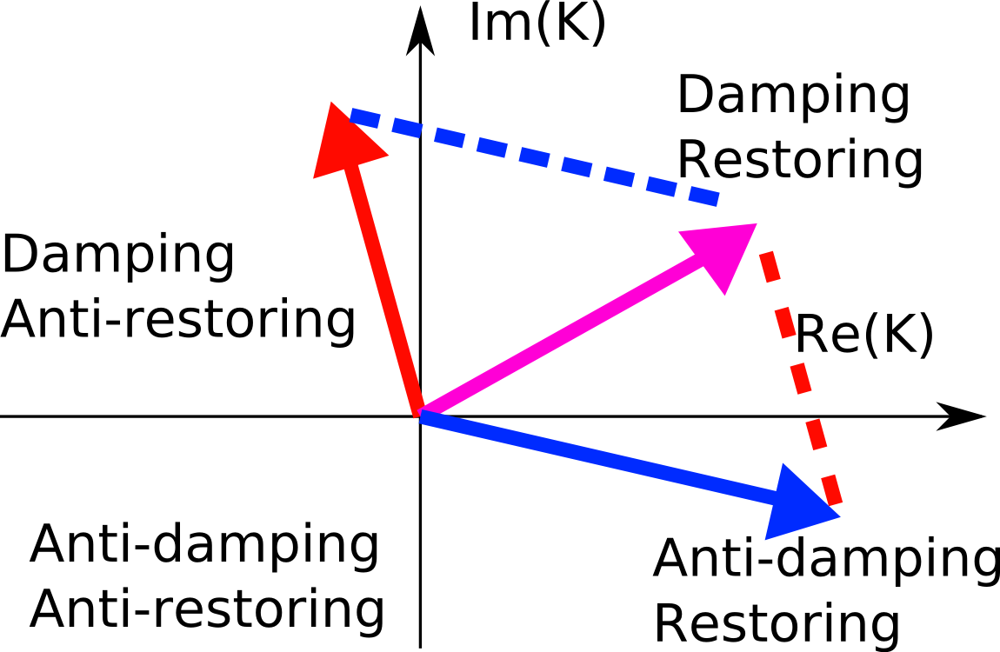 Im(K)
Damping
Restoring
Damping
Anti-restoring
Re(K)
Anti-damping
Anti-restoring
Anti-damping
Restoring